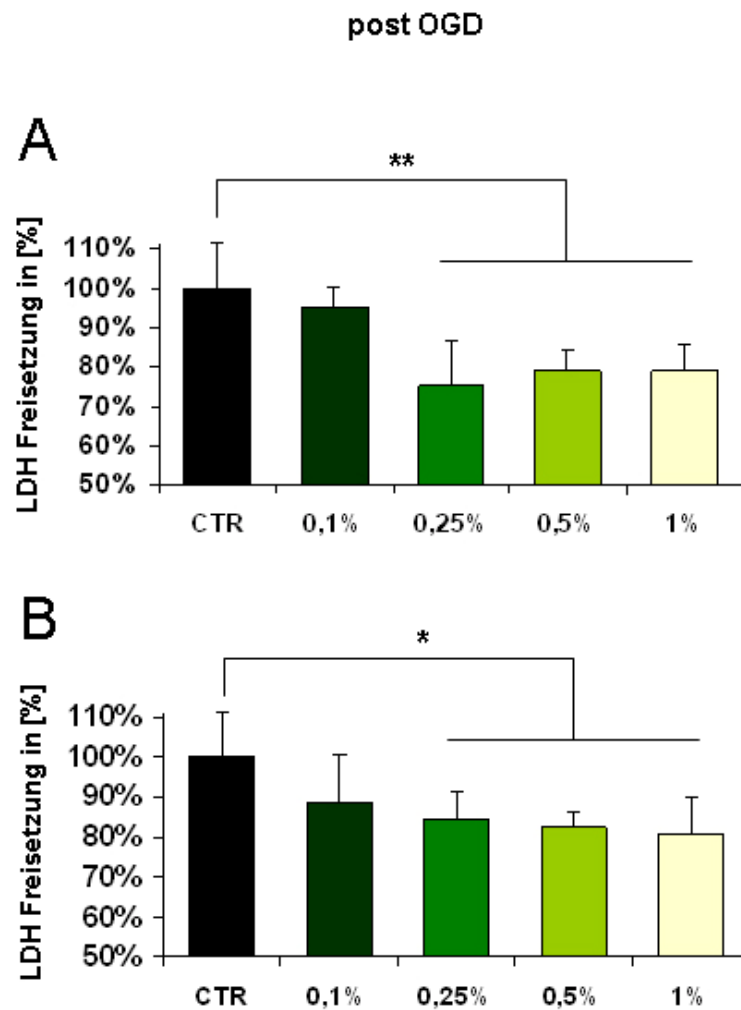 post OGD
A
**
LDH Freisetzung in [%]
110%
100%
90%
80%
70%
60%
50%
CTR 0,1% 0,25% 0,5% 1%
B
*
LDH Freisetzung in [%]
110%
100%
90%
80%
70%
60%
50%
CTR 0,1% 0,25% 0,5% 1%